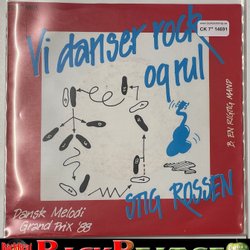 Vi danser rock
og rul
CK 7" 14691
B: EN RIGTIG MAND
STIG ROSSEN
Dansk Melodi
Grand Prix '88